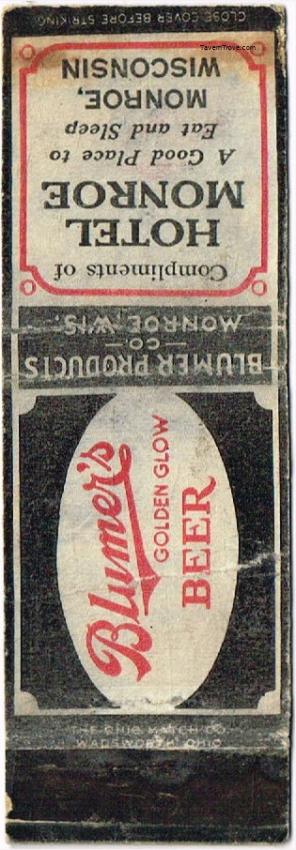 CLOSE COVER BEFORE STRIKING
TavernTrove.com
Compliments of
HOTEL
MONROE
A Good Place to
Eat and Sleep
MONROE,
WISCONSIN
BLUMER PRODUCTS
—CO—
MONROE, WIS.
Blumer's
GOLDEN GLOW
BEER
THE OHIO MATCH CO.
WADSWORTH, OHIO